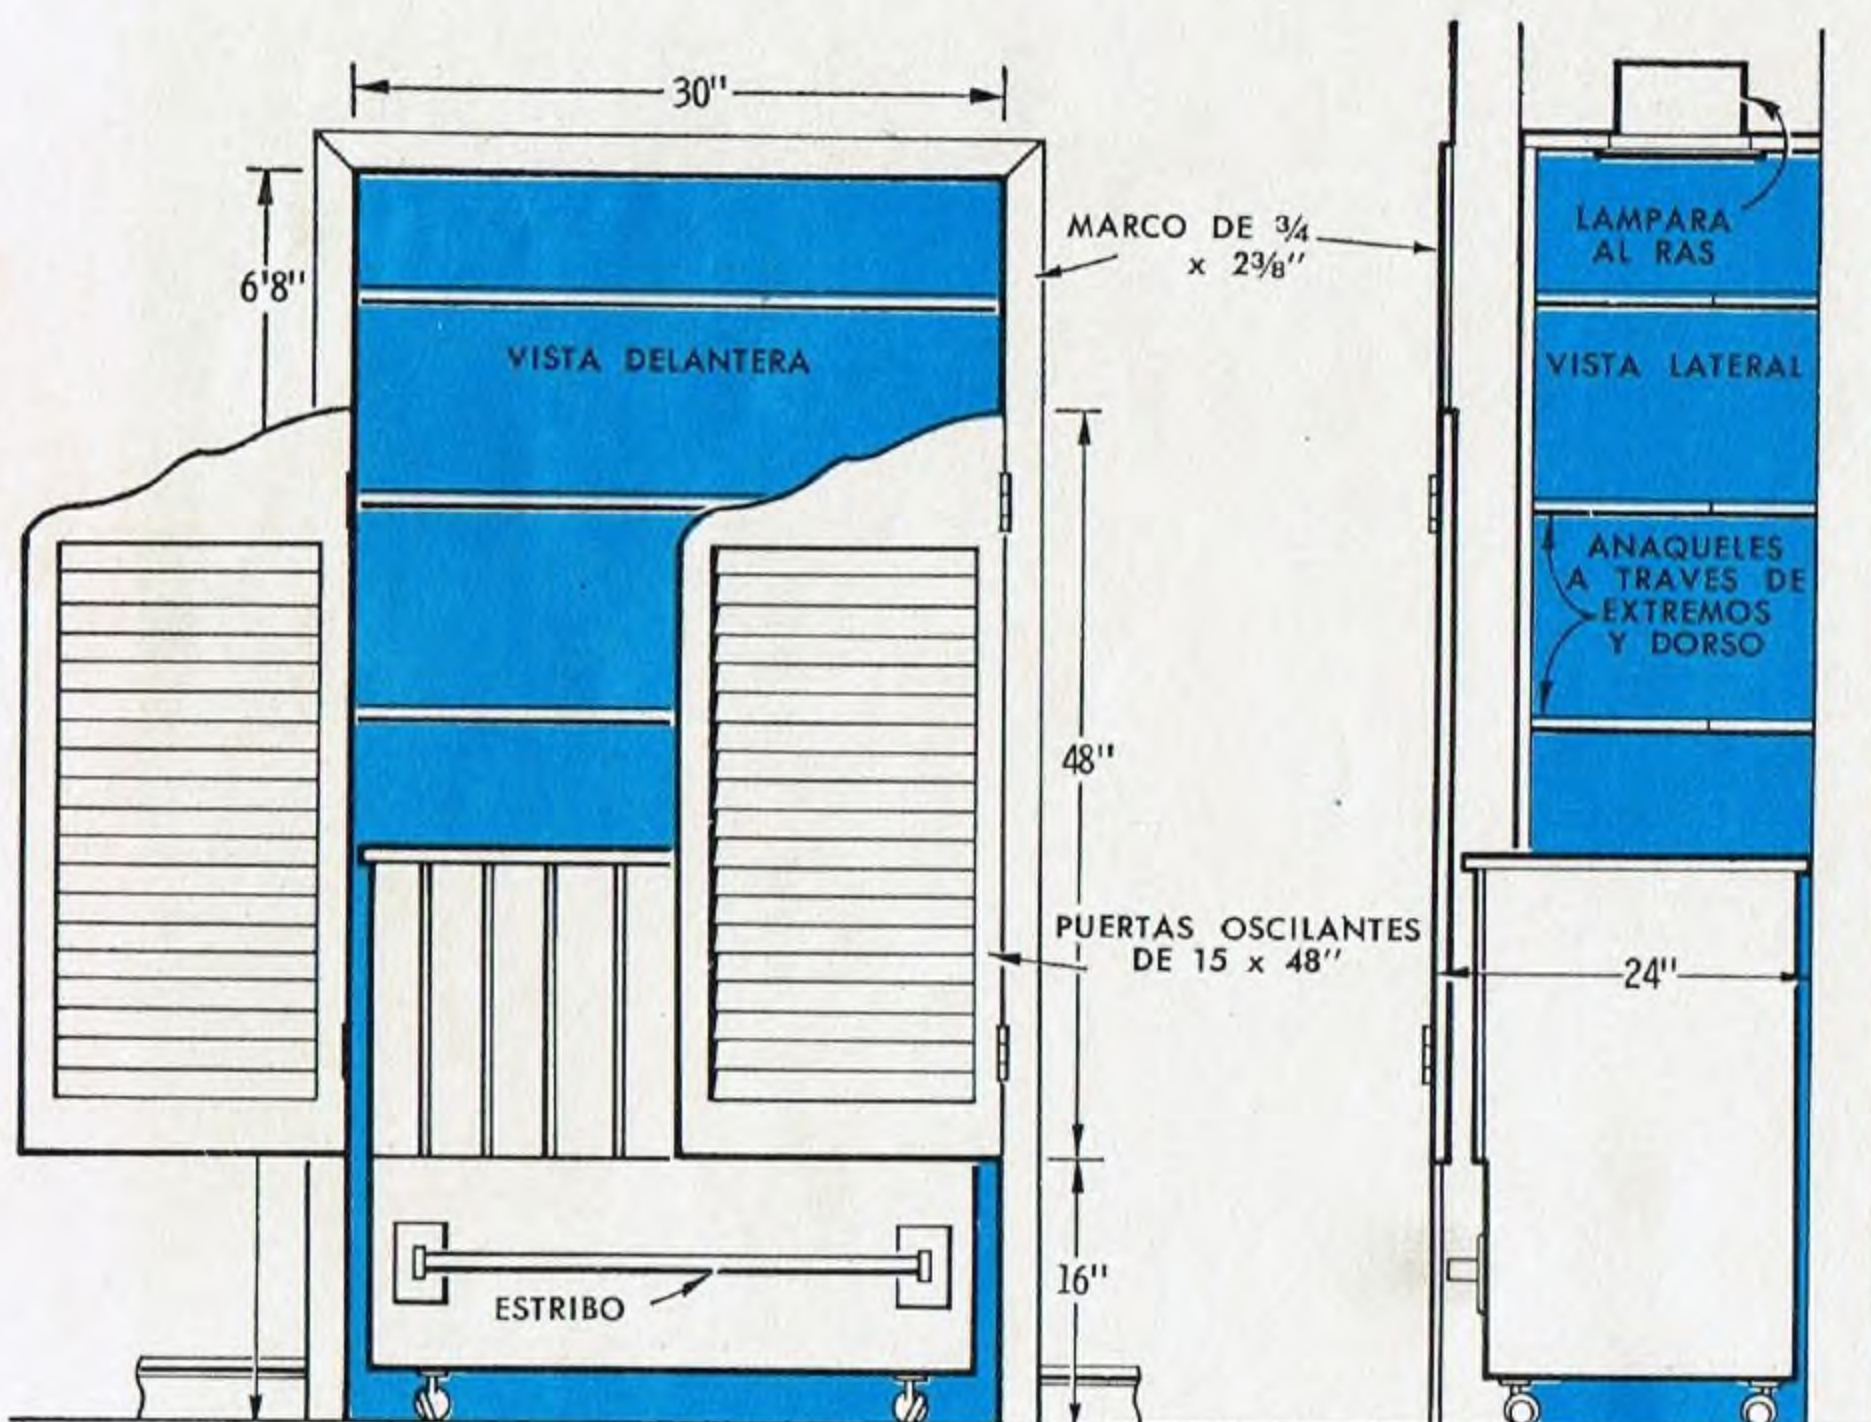 30"
6'8"
MARCO DE 3/4
x 2 3/8"
LAMPARA
AL RAS
VISTA DELANTERA
VISTA LATERAL
ANAQUELES
A TRAVES DE
EXTREMOS
Y DORSO
48"
PUERTAS OSCILANTES
DE 15 x 48"
24"
16"
ESTRIBO